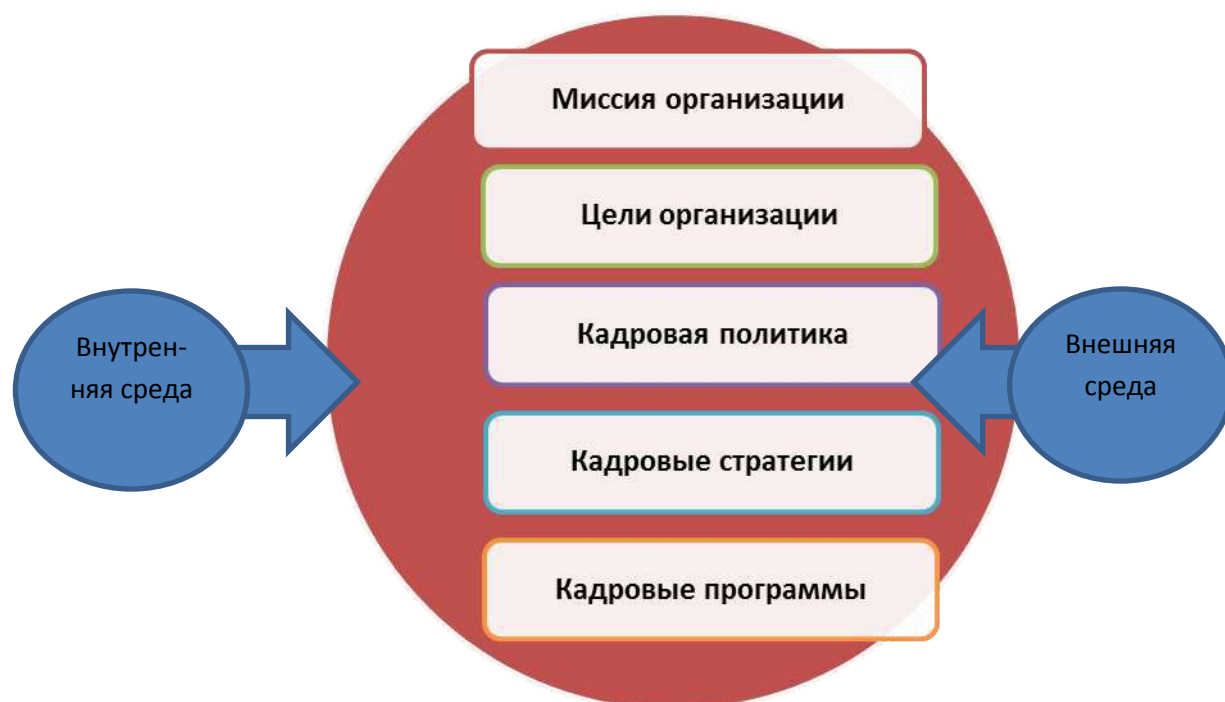 Миссия организации
Цели организации
Кадровая политика
Внутрен-
няя среда
Внешняя
среда
Кадровые стратегии
Кадровые программы